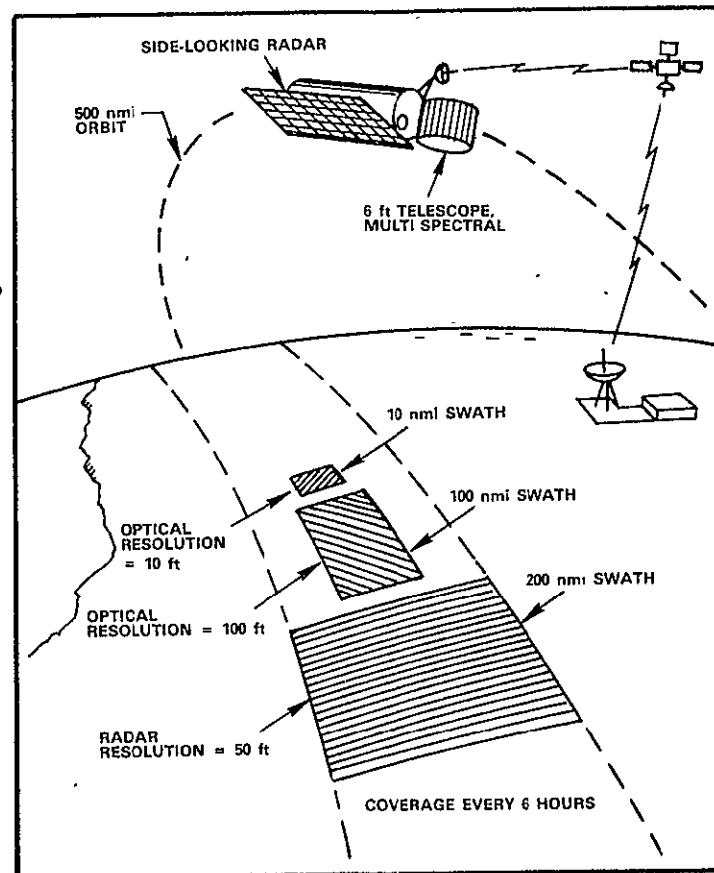 SIDE-LOOKING RADAR
500 nmi
ORBIT
6 ft TELESCOPE,
MULTI SPECTRAL
10 nmi SWATH
100 nmi SWATH
OPTICAL
RESOLUTION
= 10 ft
200 nmi SWATH
OPTICAL
RESOLUTION = 100 ft
RADAR
RESOLUTION = 50 ft
COVERAGE EVERY 6 HOURS